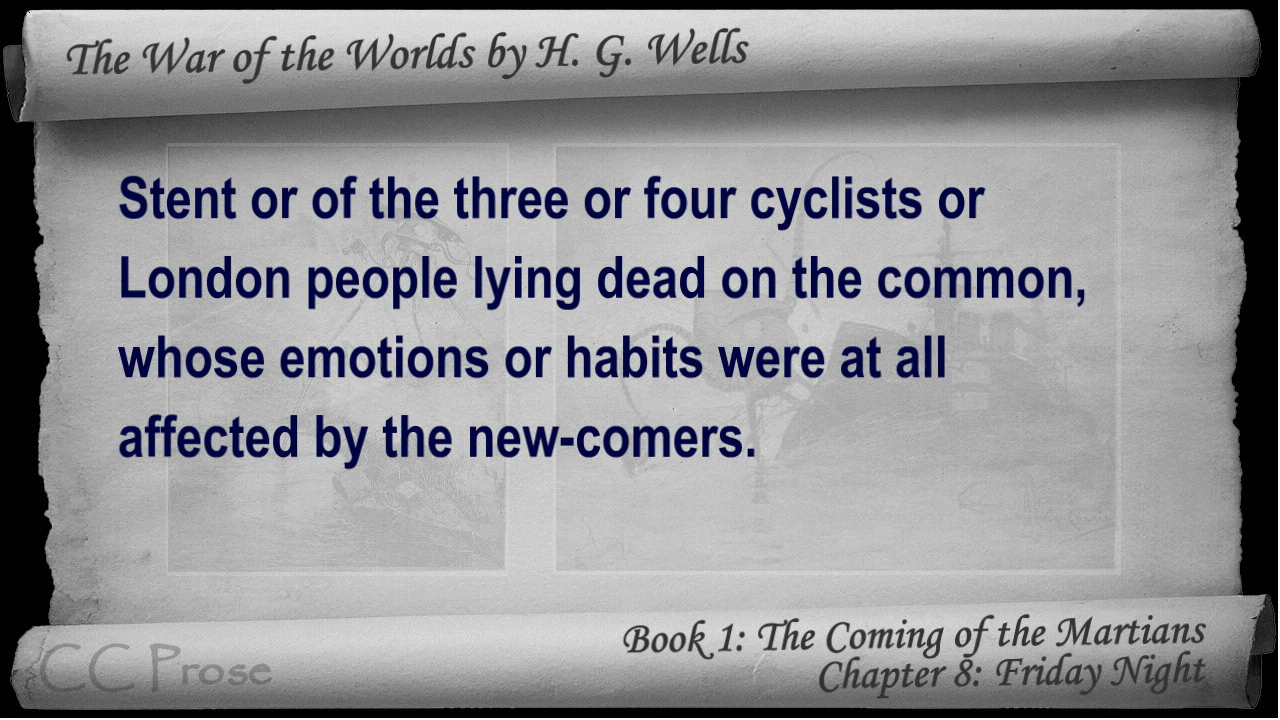 The War of the Worlds by H. G. Wells
Stent or of the three or four cyclists or
London people lying dead on the common,
whose emotions or habits were at all
affected by the new-comers.
CC Prose
Book 1: The Coming of the Martians
Chapter 8: Friday Night